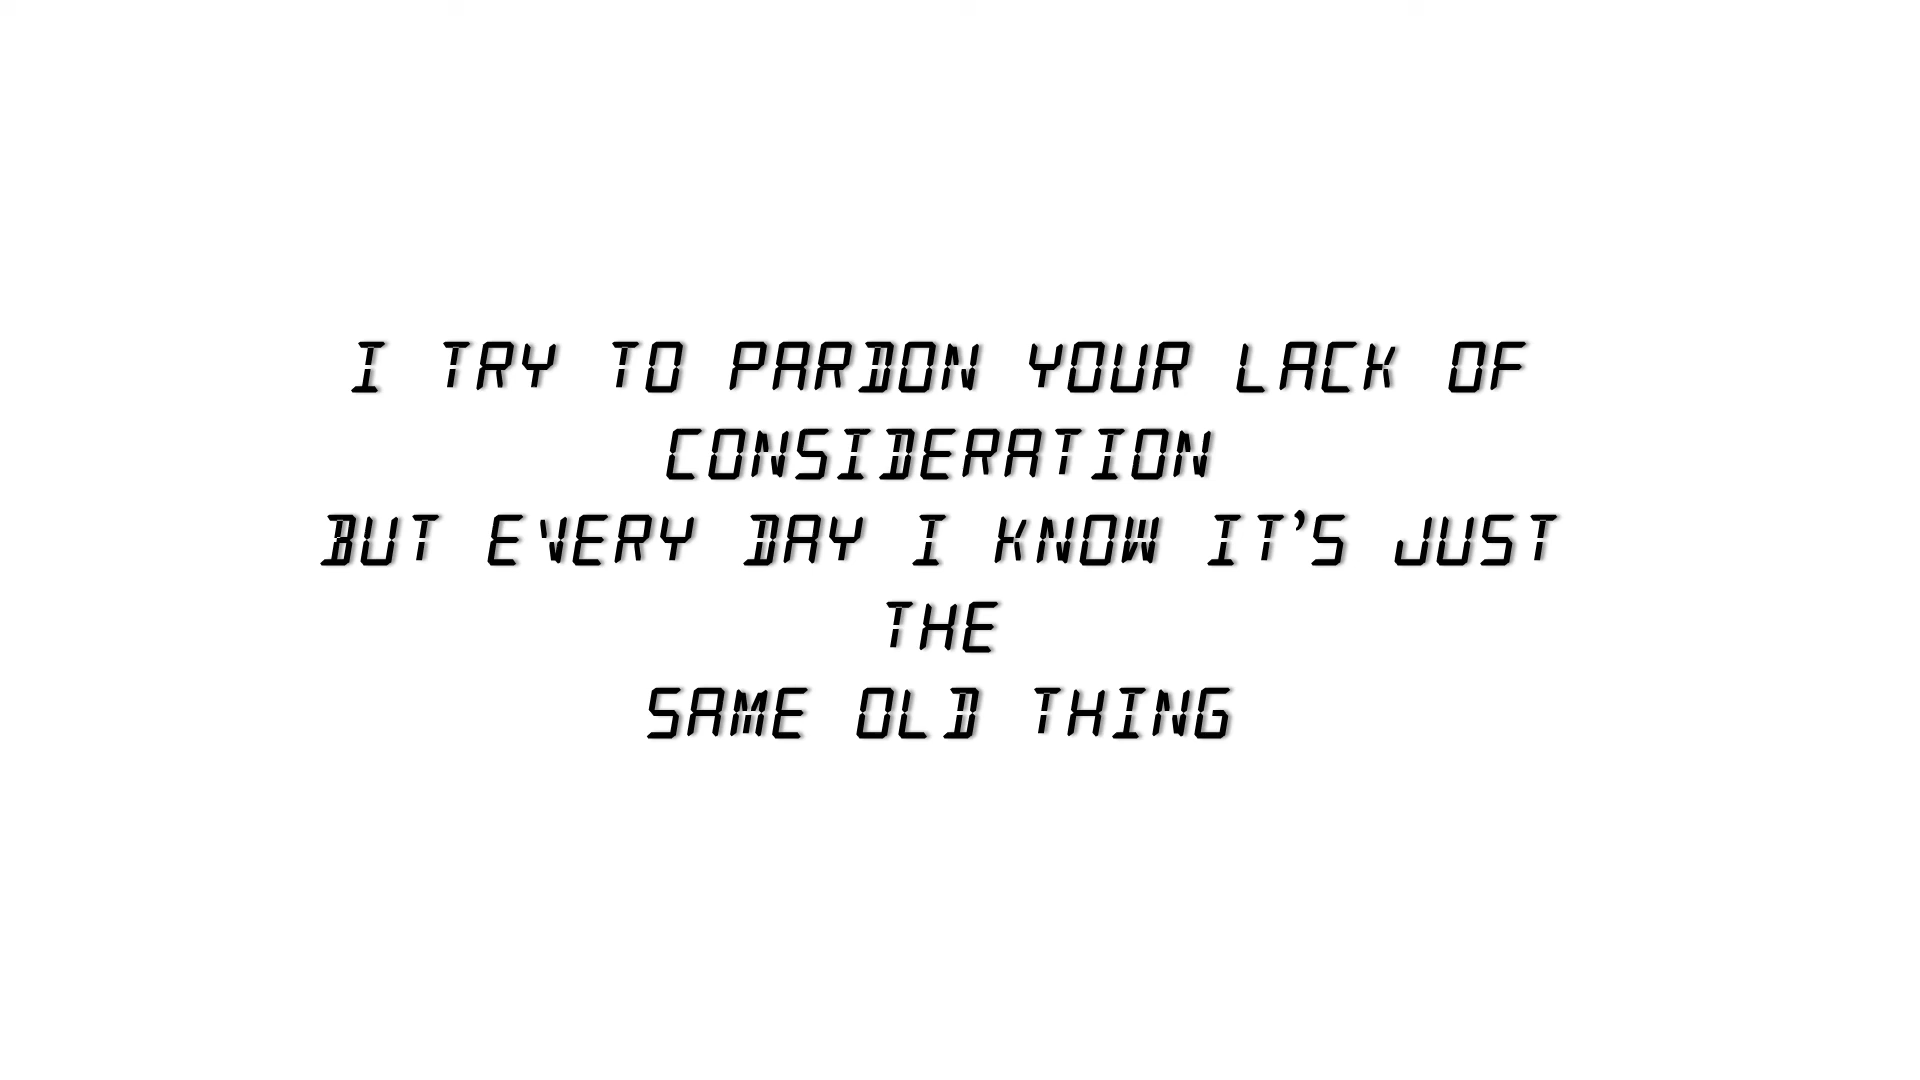 I TRY TO PARDON YOUR LACK OF
CONSIDERATION
BUT EVERY DAY I KNOW IT'S JUST
THE
SAME OLD THING